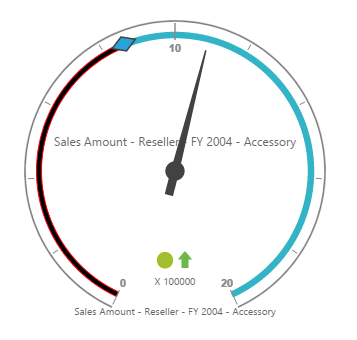 10
Sales Amount - Reseller - FY 2004 - Accessory
X 100000
0 20
Sales Amount - Reseller - FY 2004 - Accessory